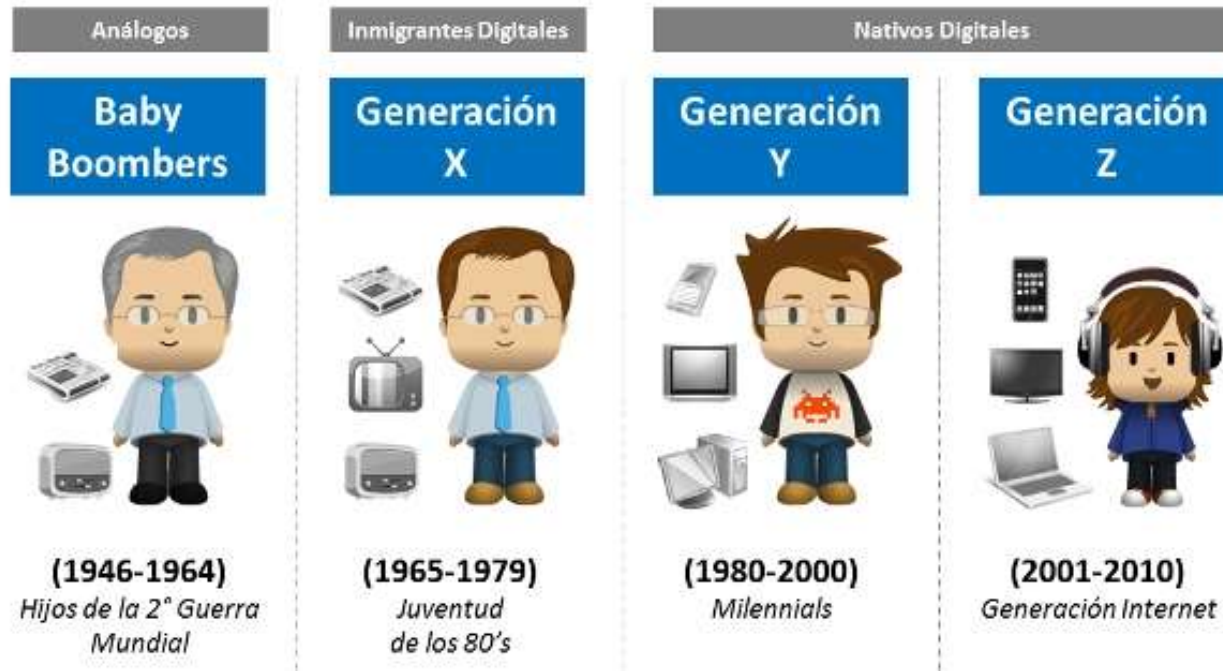 Análogos
Inmigrantes Digitales
Nativos Digitales
Baby
Boombers
Generación
X
Generación
Y
Generación
Z
(1946-1964)
Hijos de la 2° Guerra
Mundial
(1965-1979)
Juventud
de los 80's
(1980-2000)
Milennials
(2001-2010)
Generación Internet